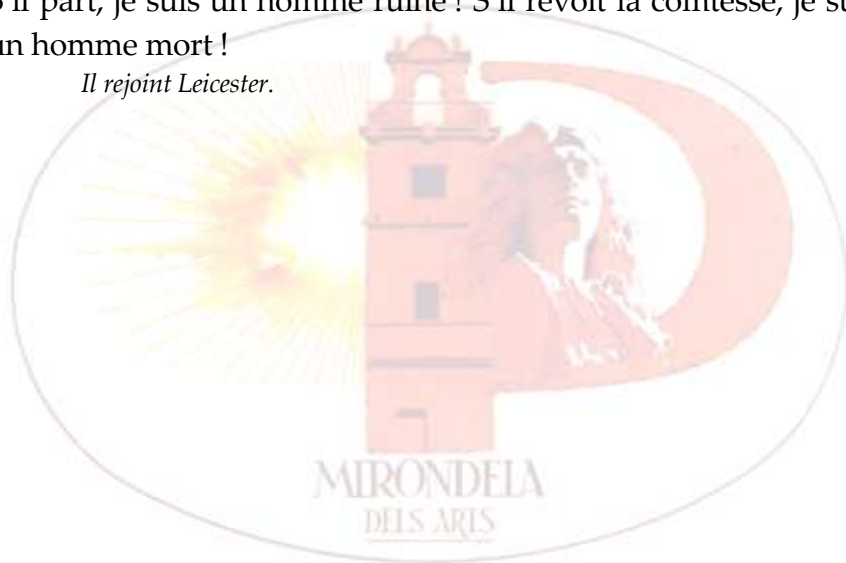 S'il part, je suis un homme ruiné ! S'il revoit la comtesse, je su
un homme mort !
Il rejoint Leicester.
MIRONDELA
DELS ARTS